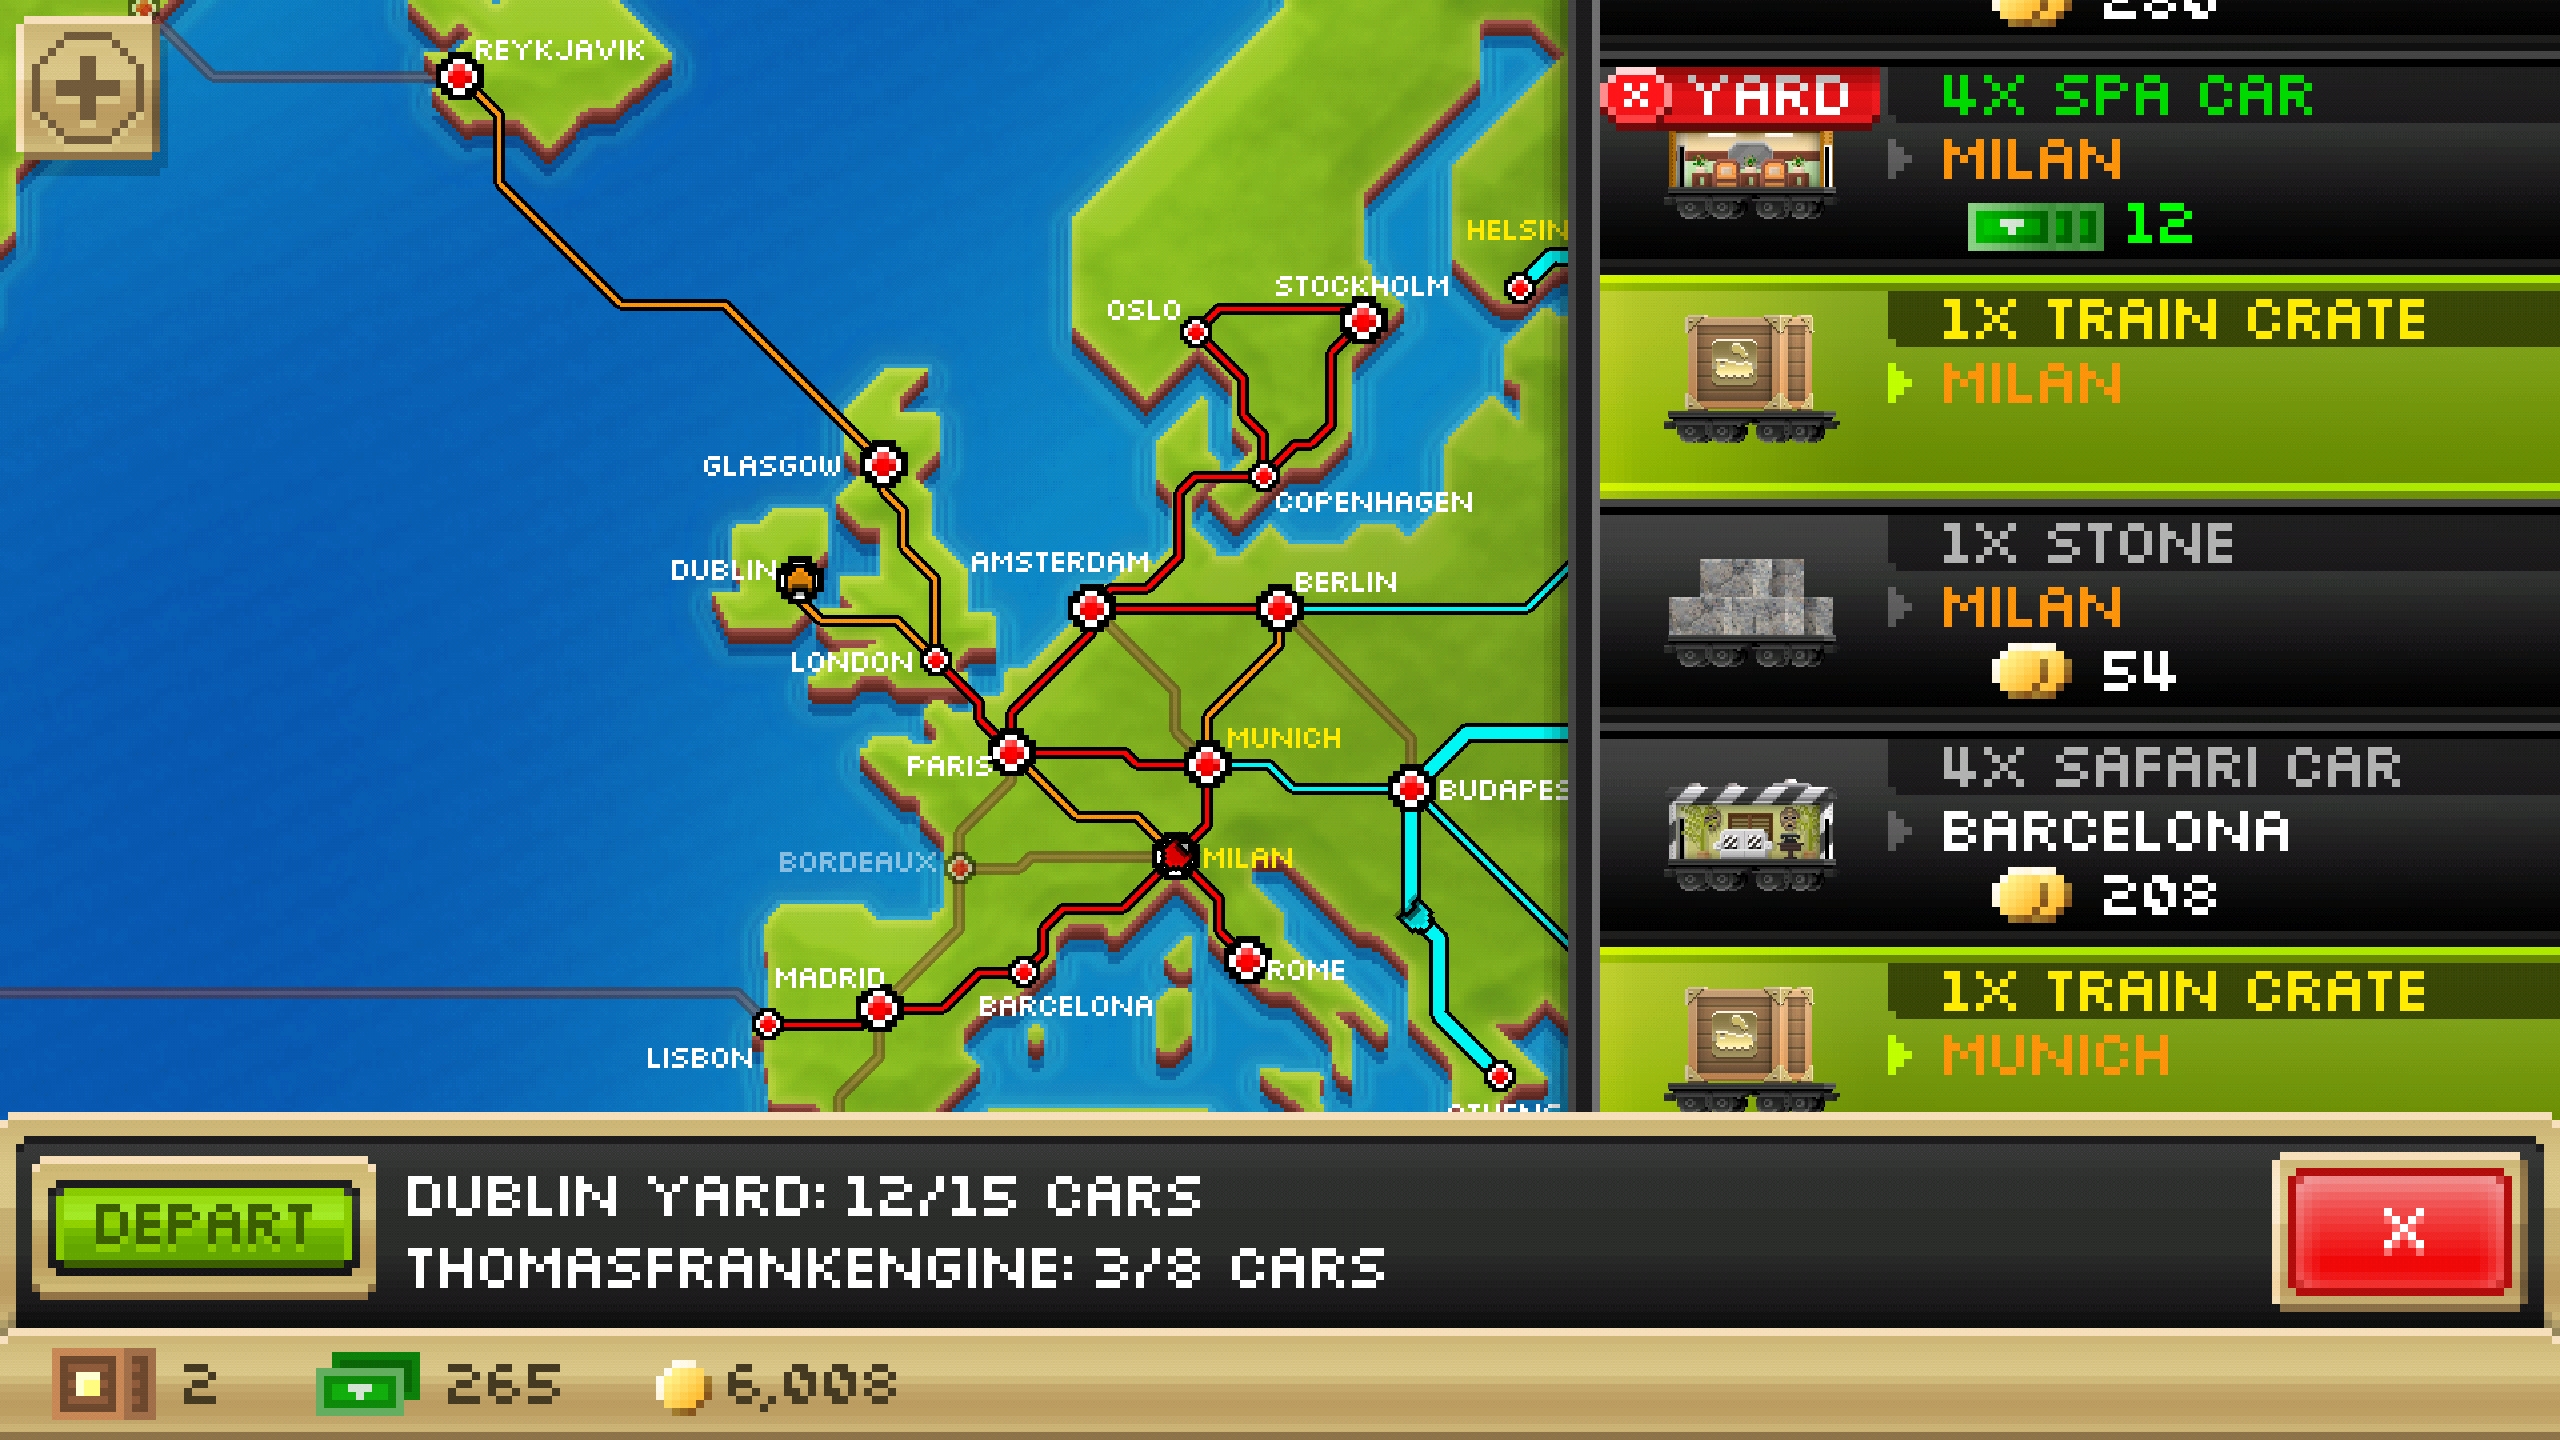 REYKJAVIK
HELSIN
STOCKHOLM
OSLO
GLASGOW
COPENHAGEN
DUBLIN
AMSTERDAM
BERLIN
LONDON
MUNICH
PARIS
BUDAPES
BORDEAUX
MILAN
MADRID
ROME
BARCELONA
LISBON
ATHENS
280
YARD
4X SPA CAR
MILAN
12
1X TRAIN CRATE
MILAN
1X STONE
MILAN
54
4X SAFARI CAR
BARCELONA
208
1X TRAIN CRATE
MUNICH
DEPART
DUBLIN YARD: 12/15 CARS
THOMASFRANKENGINE: 3/8 CARS
X
2
265
6,008